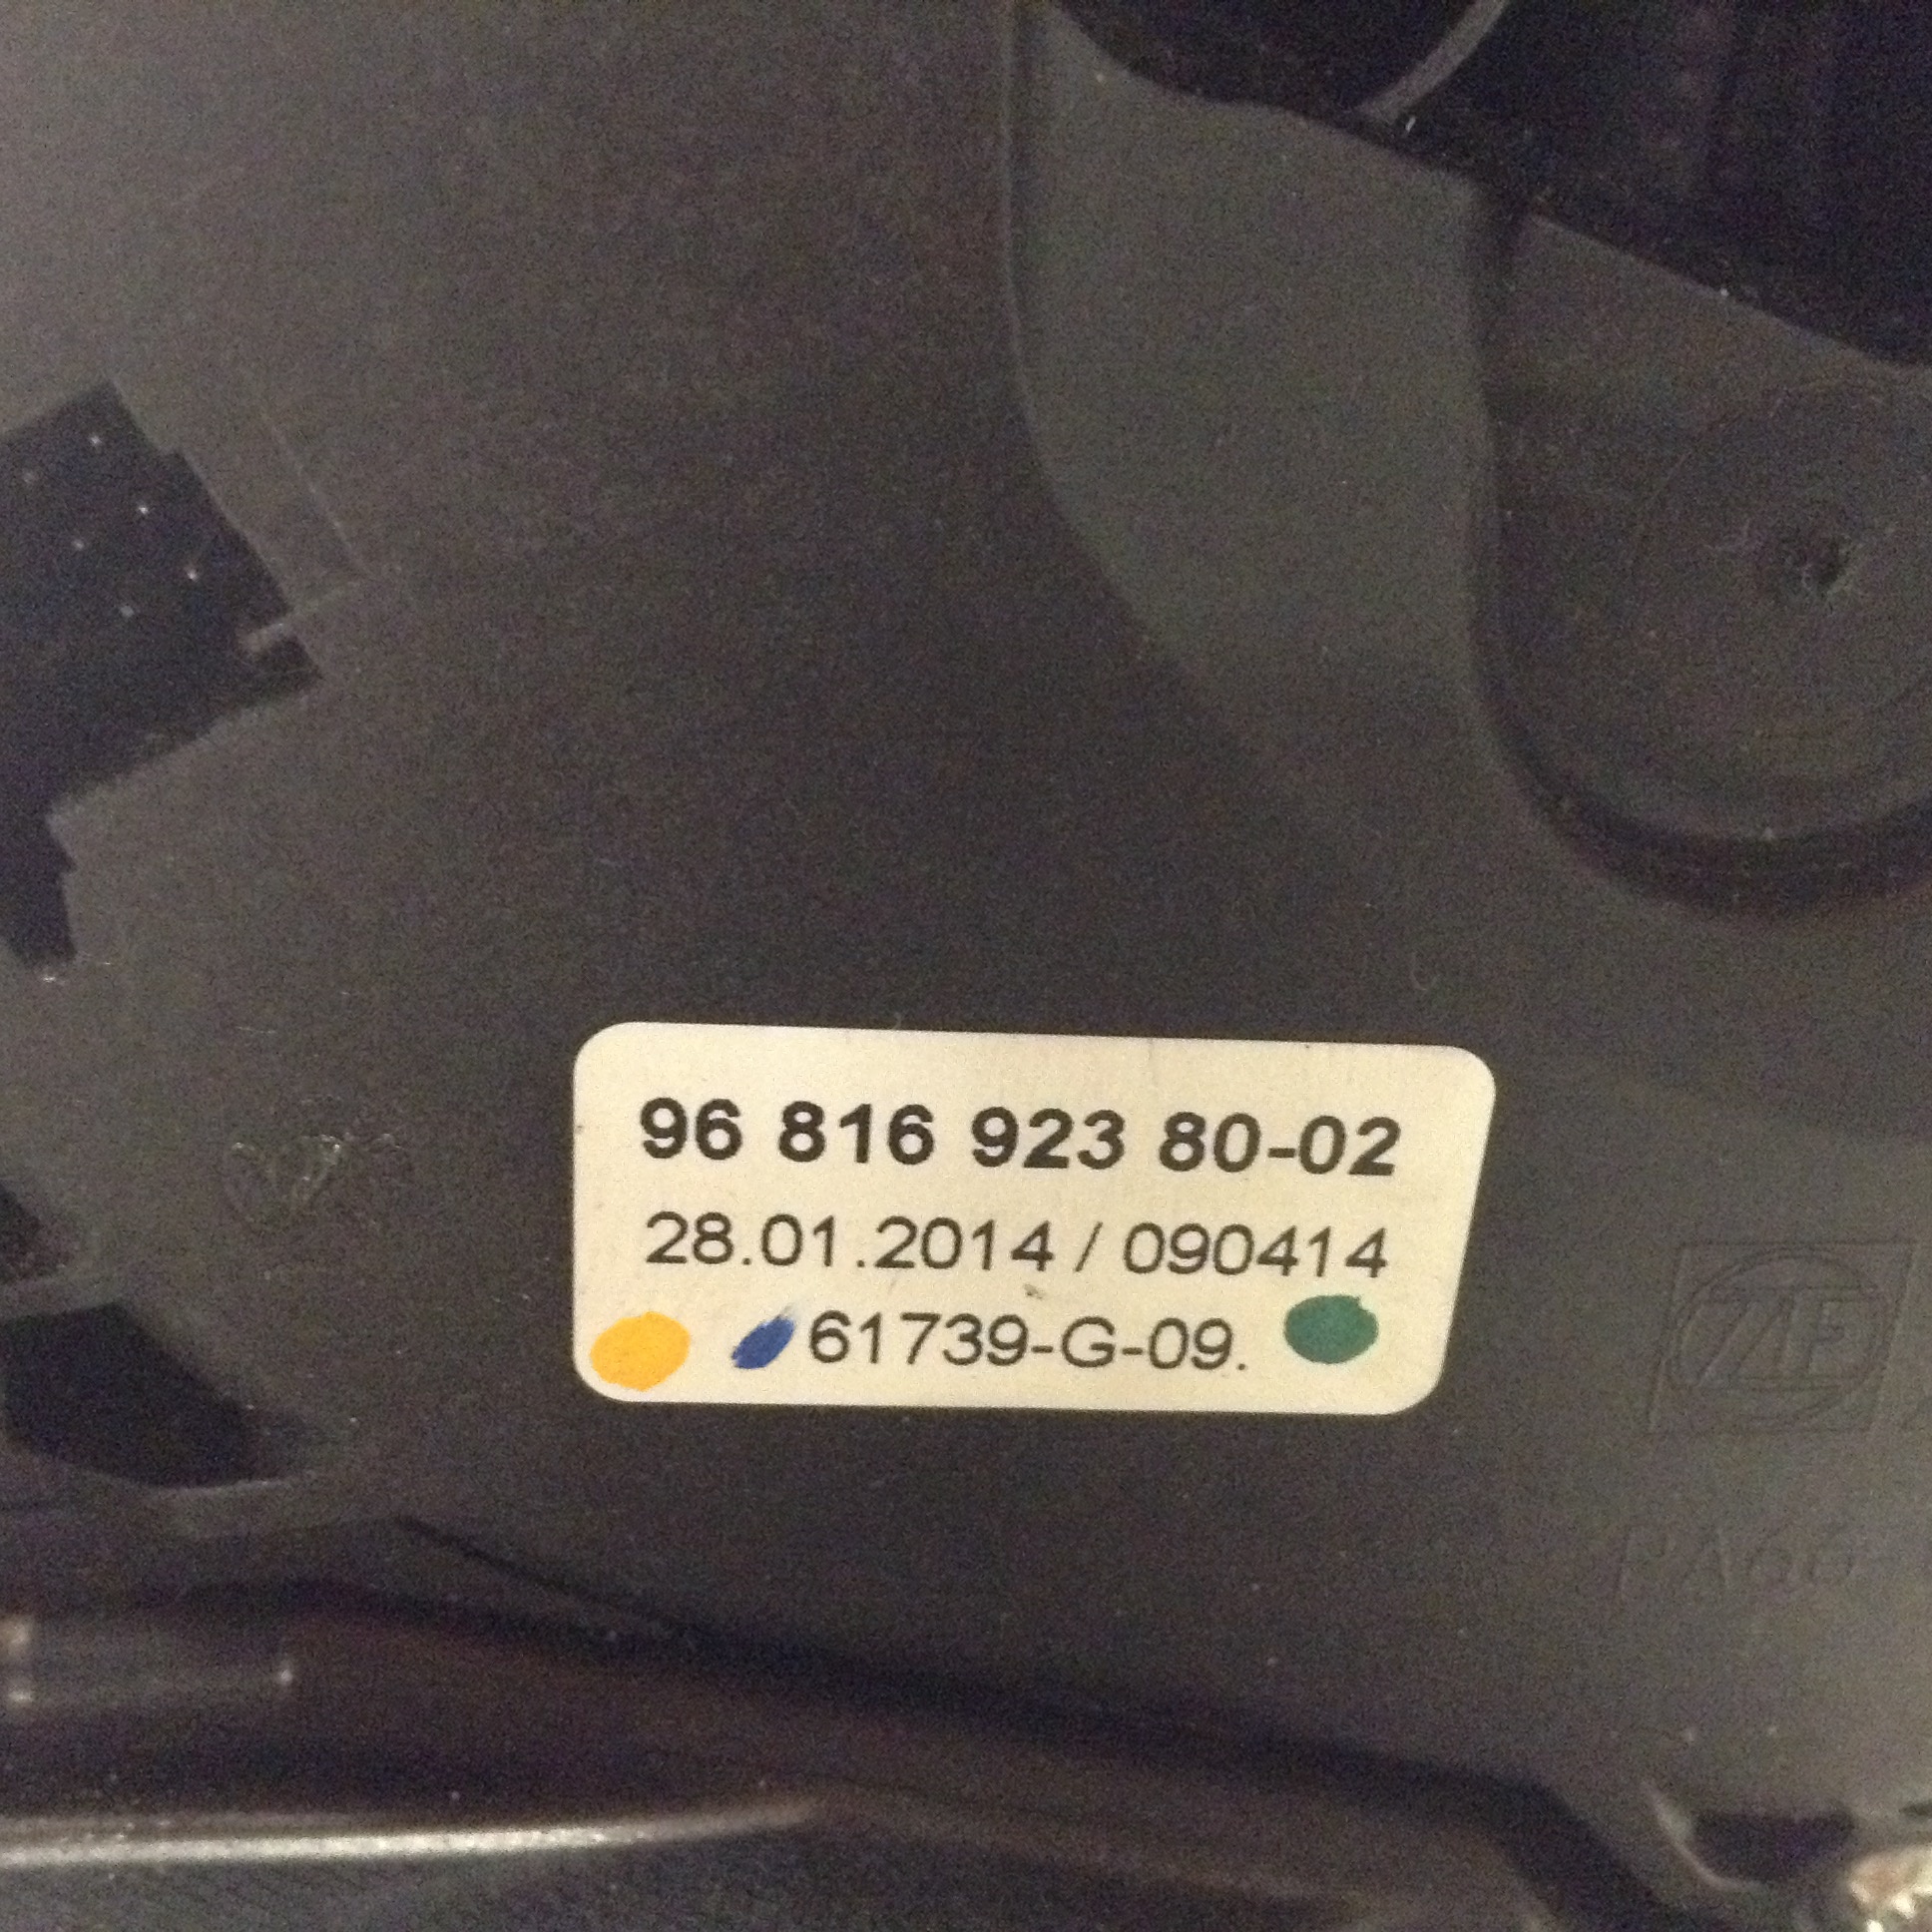 96 816 923 80-02
28.01.2014 / 090414
61739-G-09.
ZF